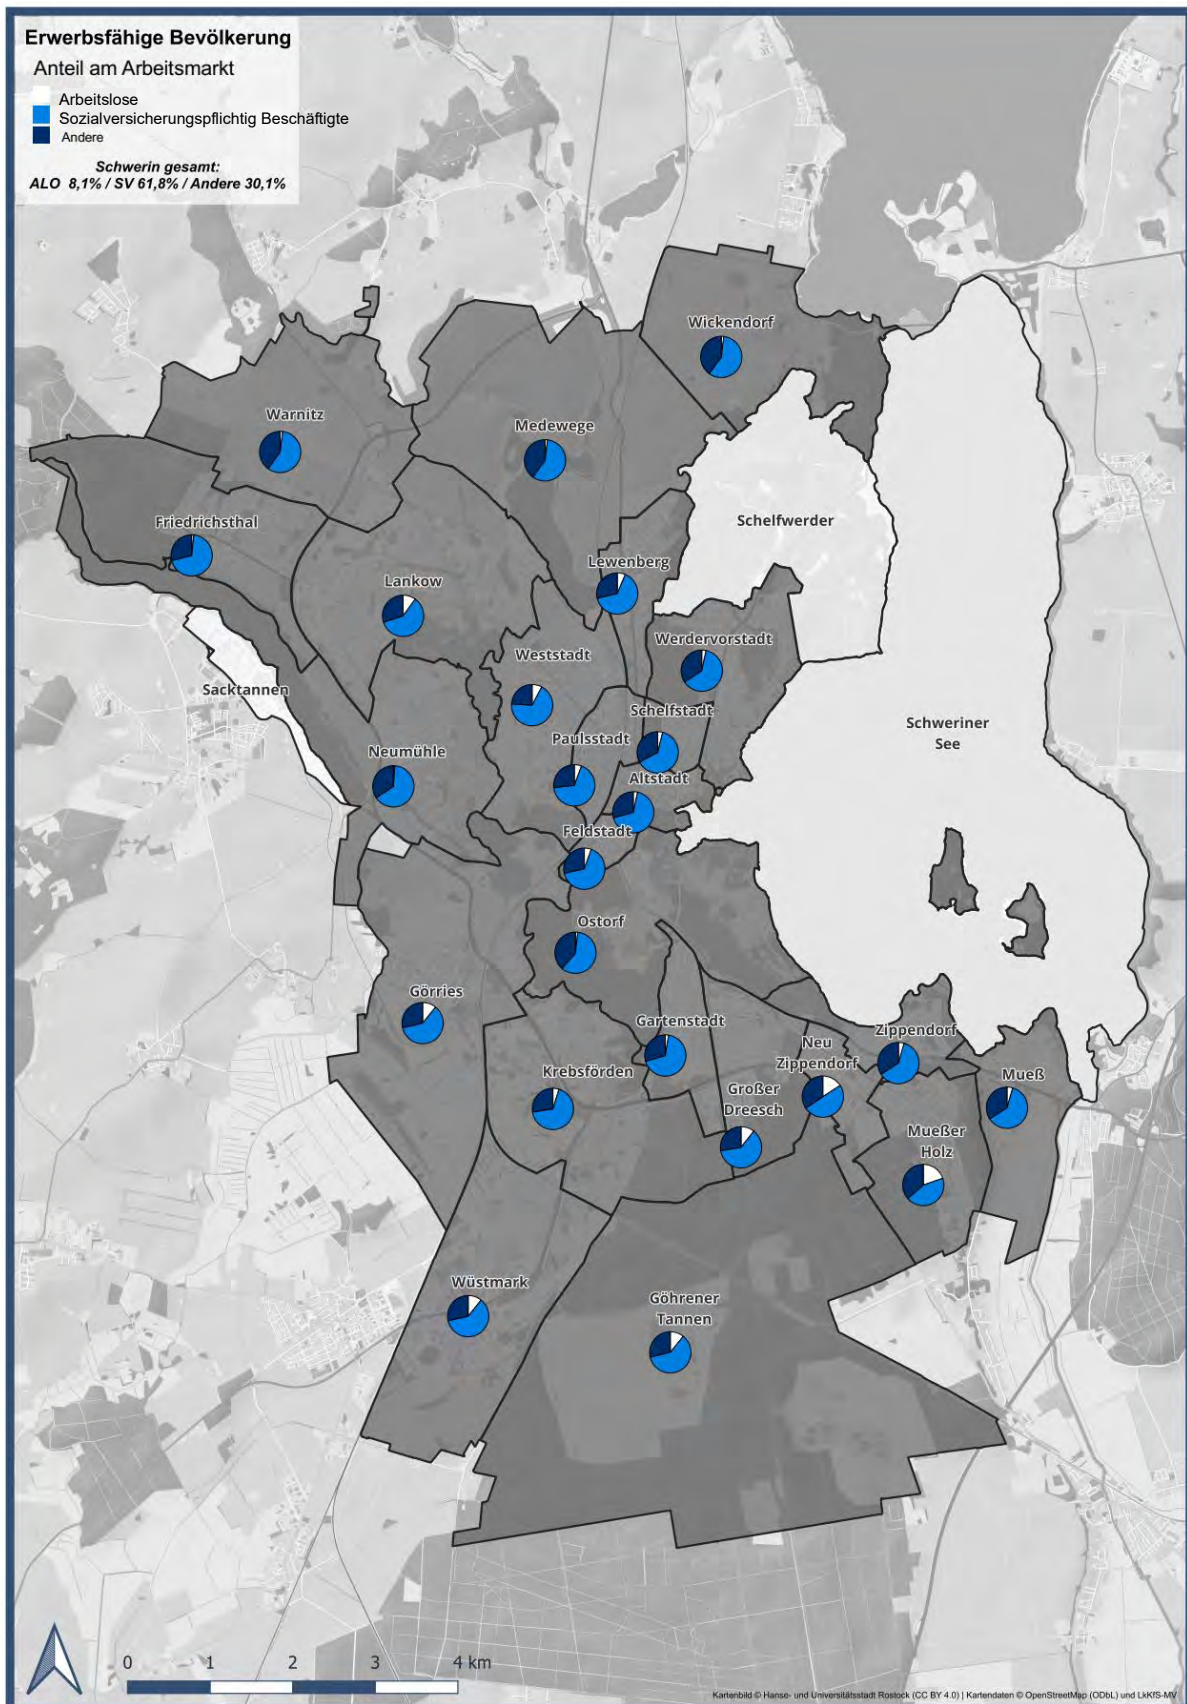 Erwerbsfähige Bevölkerung
Anteil am Arbeitsmarkt
Arbeitslose
Sozialversicherungspflichtig Beschäftigte
Andere
Schwerin gesamt:
ALO 8,1% / SV 61,8% / Andere 30,1%
Wickendorf
Warnitz
Medewege
Friedrichsthal
Schelfwerder
Lewenberg
Lankow
Werdervorstadt
Weststadt
Sacktannen
Schelfstadt
Schweriner
See
Paulsstadt
Neumühle
Altstadt
Feldstadt
Ostorf
Görries
Gartenstadt
Zippendorf
Neu
Zippendorf
Krebsförden
Mueß
Großer
Dreesch
Mueßer
Holz
Wüstmark
Göhrener
Tannen
0 1 2 3 4 km
Kartenbild © Hanse- und Universitätsstadt Rostock (CC BY 4.0) | Kartendaten © OpenStreetMap (ODbL) und LkKfS-MV